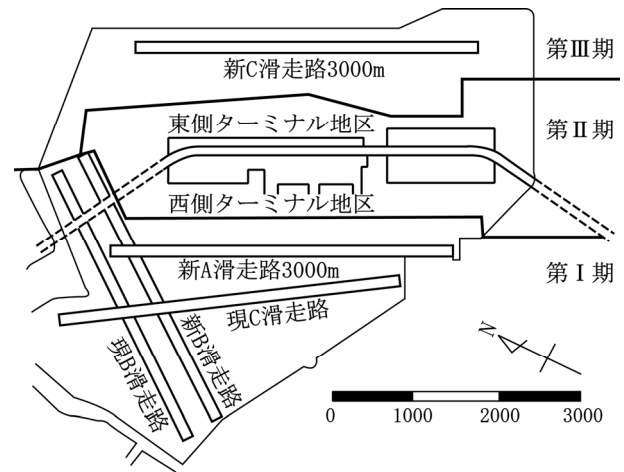 新C滑走路3000m
第Ⅲ期
東側ターミナル地区
第Ⅱ期
西側ターミナル地区
新A滑走路3000m
第Ⅰ期
現C滑走路
新B滑走路
現B滑走路
N
0 1000 2000 3000